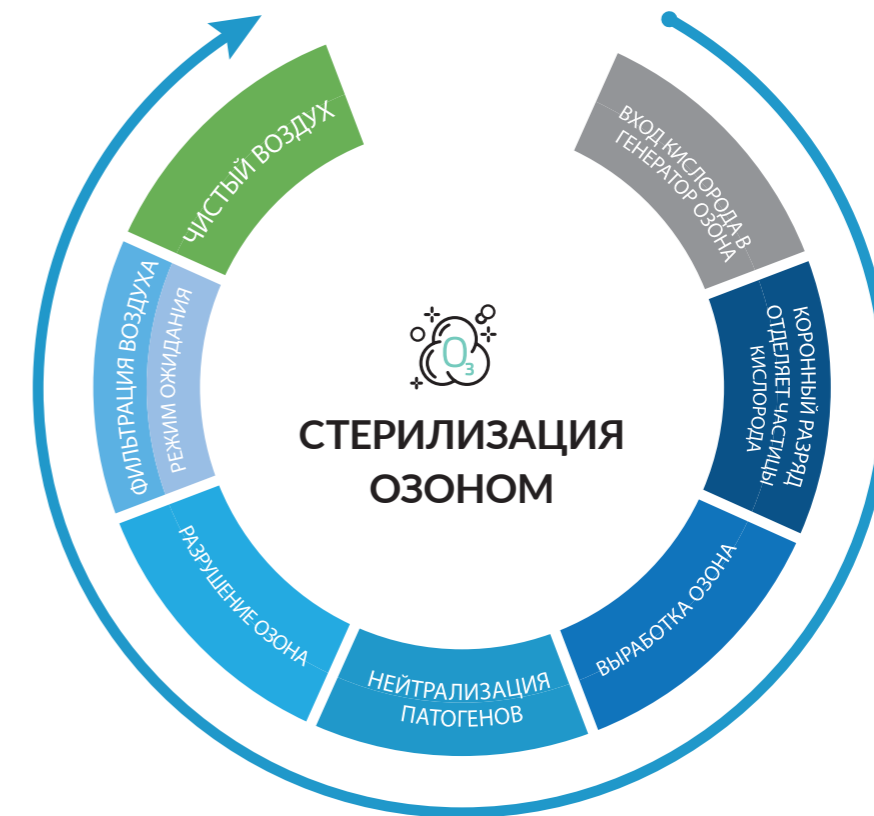 СТЕРИЛИЗАЦИЯ
ОЗОНОМ
O₃
ВХОД КИСЛОРОДА В
ГЕНЕРАТОР ОЗОНА
КОРОННЫЙ РАЗРЯД
ОТДЕЛЯЕТ ЧАСТИЦЫ
КИСЛОРОДА
ВЫРАБОТКА ОЗОНА
НЕЙТРАЛИЗАЦИЯ
ПАТОГЕНОВ
РАЗРУШЕНИЕ ОЗОНА
ФИЛЬТРАЦИЯ ВОЗДУХА
РЕЖИМ ОЖИДАНИЯ
ЧИСТЫЙ ВОЗДУХ